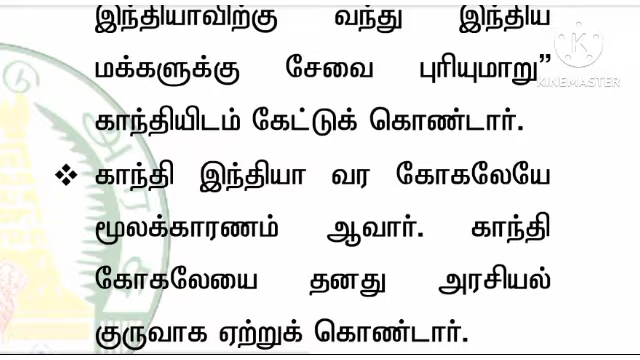 இந்தியாவிற்கு வந்து இந்திய
மக்களுக்கு சேவை புரியுமாறு”
காந்தியிடம் கேட்டுக் கொண்டார்.
❖ காந்தி இந்தியா வர கோகலேயே
மூலக்காரணம் ஆவார். காந்தி
கோகலேயை தனது அரசியல்
குருவாக ஏற்றுக் கொண்டார்.
KINEMASTER